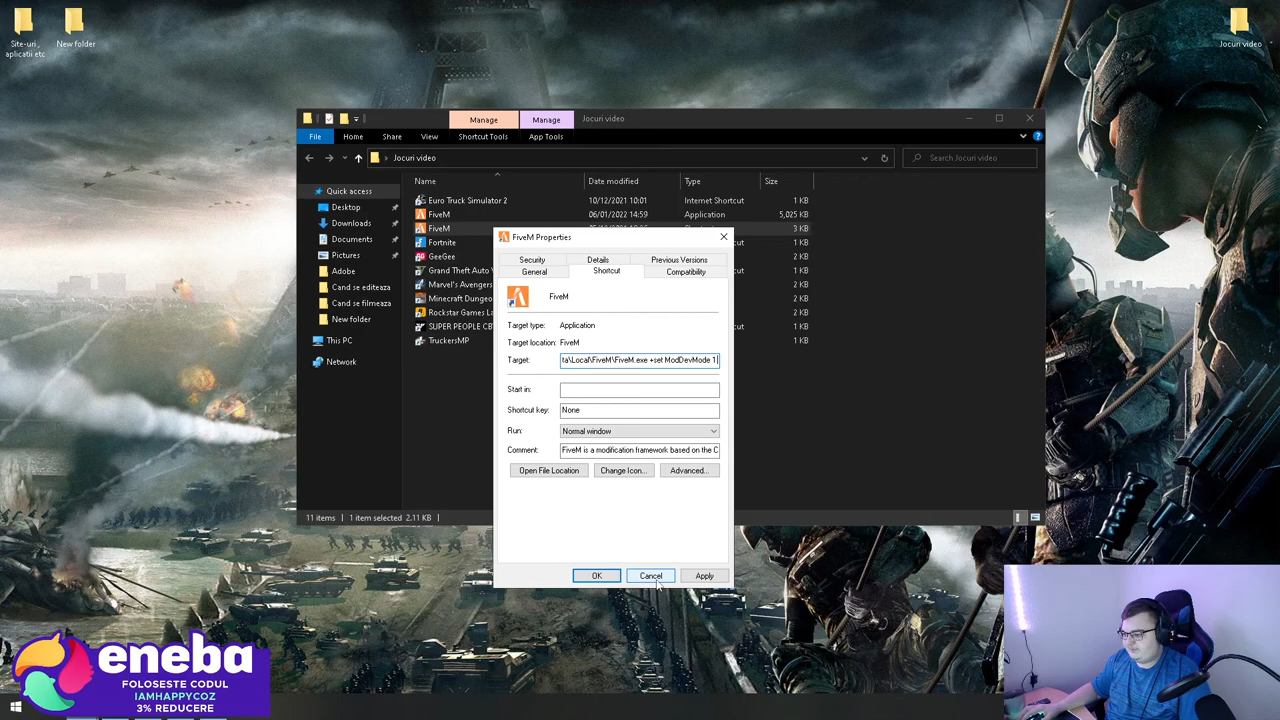 Site-uri,
aplicatii etc
New folder
Jocuri video
Manage
Manage
Jocuri video
File
Home
Share
View
Shortcut Tools
App Tools
Jocuri video
Search Jocuri video
Quick access
Desktop
Downloads
Documents
Pictures
Adobe
Cand se editeaza
Cand se filmeaza
New folder
This PC
Network
Name
Date modified
Type
Size
Euro Truck Simulator 2
10/12/2021 10:01
Internet Shortcut
1 KB
FiveM
06/01/2022 14:59
Application
5,025 KB
FiveM
3 KB
Fortnite
1 KB
GeeGee
2 KB
Grand Theft Auto
1 KB
Marvel's Avengers
2 KB
Minecraft Dungeo
2 KB
Rockstar Games La
2 KB
SUPER PEOPLE CB
1 KB
TruckersMP
1 KB
11 items
1 item selected 2.11 KB
FiveM Properties
Security
Details
Previous Versions
General
Shortcut
Compatibility
FiveM
Target type:
Application
Target location:
FiveM
Target:
ta\Local\FiveM\FiveM.exe +set ModDevMode 1
Start in:
Shortcut key:
None
Run:
Normal window
Comment:
FiveM is a modification framework based on the C
Open File Location
Change Icon...
Advanced...
OK
Cancel
Apply
eneba
FOLOSESTE CODUL
IAMHAPPYCOZ
3% REDUCERE